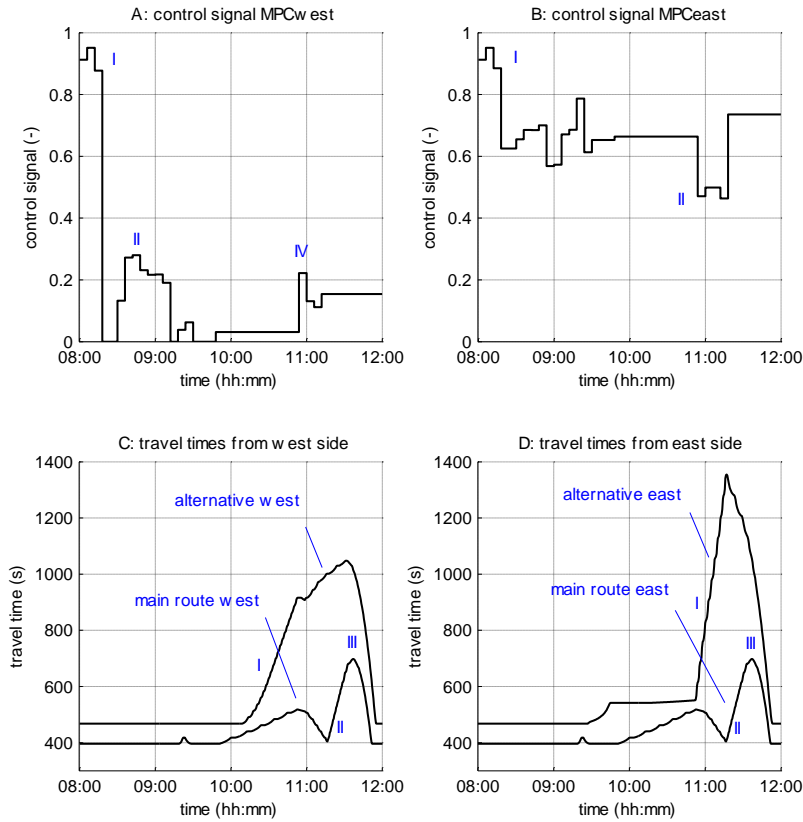 A: control signal MPCwest
1
0.8
0.6
0.4
0.2
0
control signal (-)
I
II
IV
08:00 09:00 10:00 11:00 12:00
time (hh:mm)
B: control signal MPCeast
1
0.8
0.6
0.4
0.2
0
control signal (-)
I
II
08:00 09:00 10:00 11:00 12:00
time (hh:mm)
C: travel times from west side
1400
1200
1000
800
600
400
travel time (s)
alternative west
main route west
I
III
II
08:00 09:00 10:00 11:00 12:00
time (hh:mm)
D: travel times from east side
1400
1200
1000
800
600
400
travel time (s)
alternative east
main route east
I
III
II
08:00 09:00 10:00 11:00 12:00
time (hh:mm)